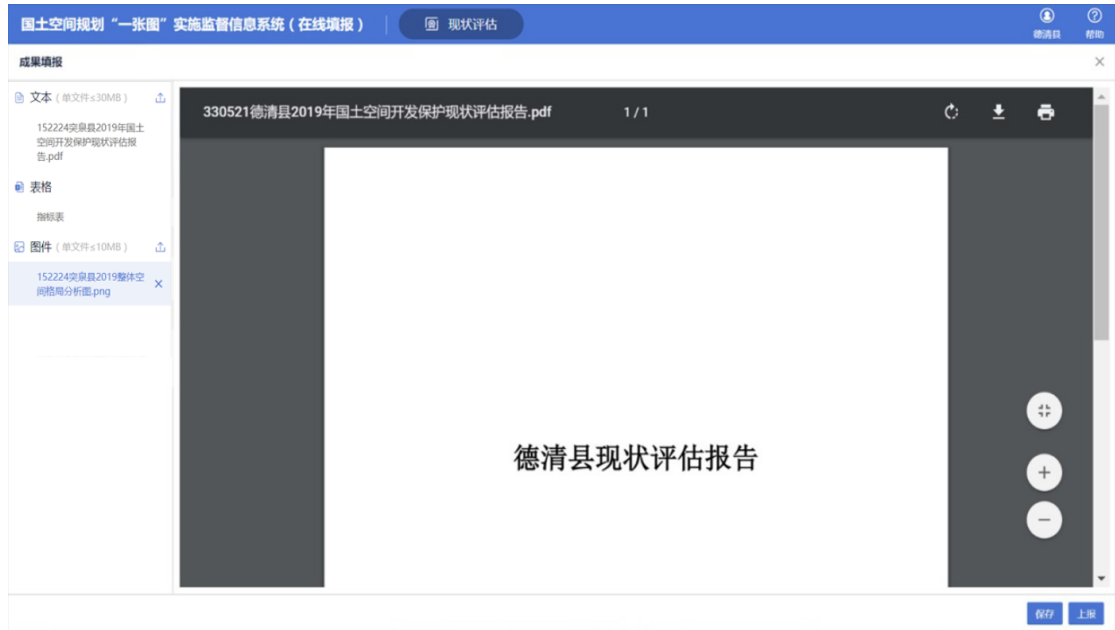 国土空间规划“一张图”实施监督信息系统（在线填报）
现状评估
德清县
帮助
成果填报
文本（单文件≤30MB）
152224突泉县2019年国土
空间开发保护现状评估报
告.pdf
表格
指标表
图件（单文件≤10MB）
152224突泉县2019整体空
间格局分析图.png
330521德清县2019年国土空间开发保护现状评估报告.pdf
1 / 1
德清县现状评估报告
保存
上报